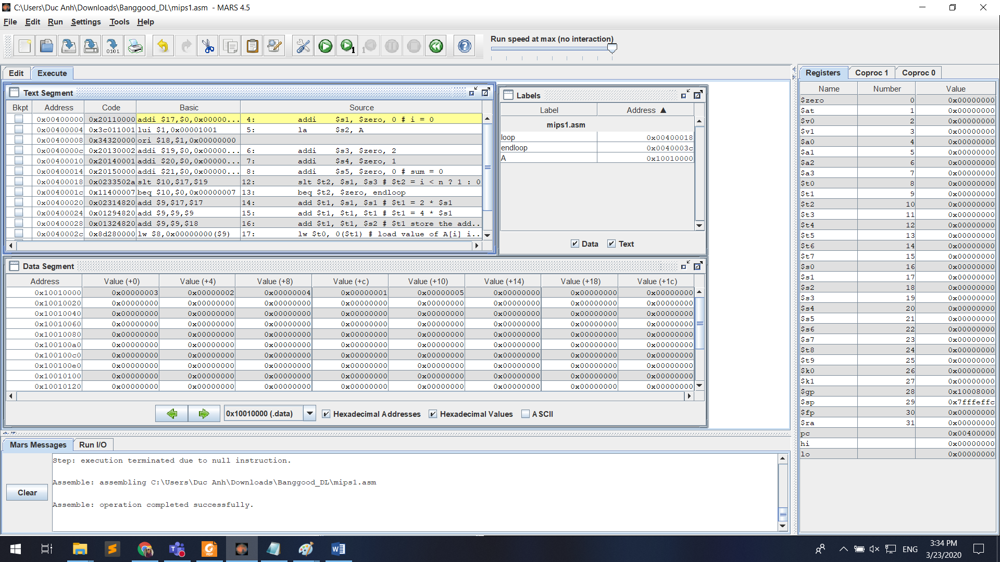 C:\Users\Duc Anh\Downloads\Banggood_DL\mips1.asm - MARS 4.5
File Edit Run Settings Tools Help
Run speed at max (no interaction)
Edit Execute
Text Segment
Bkpt Address Code Basic Source
0x00400000 0x20110000 addi $17,$0,0x00000... 4: addi $s1, $zero, 0 # i = 0
0x00400004 0x3c011001 lui $1,0x00001001 5: la $s2, A
0x00400008 0x34320000 ori $18,$1,0x00000000
0x0040000c 0x20130002 addi $19,$0,0x00000... 6: addi $s3, $zero, 2
0x00400010 0x20140001 addi $20,$0,0x00000... 7: addi $s4, $zero, 1
0x00400014 0x20150000 addi $21,$0,0x00000... 8: addi $s5, $zero, 0 # sum = 0
0x00400018 0x0233502a slt $10,$17,$19 12: slt $t2, $s1, $s3 # $t2 = i < n ? 1 : 0
0x0040001c 0x11400007 beq $10,$0,0x00000007 13: beq $t2, $zero, endloop
0x00400020 0x02314820 add $9,$17,$17 14: add $t1, $s1, $s1 # $t1 = 2 * $s1
0x00400024 0x01294820 add $9,$9,$9 15: add $t1, $t1, $t1 # $t1 = 4 * $s1
0x00400028 0x01324820 add $9,$9,$18 16: add $t1, $t1, $s2 # $t1 store the add...
0x0040002c 0x8d280000 lw $8,0x00000000($9) 17: lw $t0, 0($t1) # load value of A[i] i...
Labels
Label Address ▲
mips1.asm
loop 0x00400018
endloop 0x0040003c
A 0x10010000
Data Text
Data Segment
Address Value (+0) Value (+4) Value (+8) Value (+c) Value (+10) Value (+14) Value (+18) Value (+1c)
0x10010000 0x00000003 0x00000002 0x00000004 0x00000001 0x00000005 0x00000000 0x00000000 0x00000000
0x10010020 0x00000000 0x00000000 0x00000000 0x00000000 0x00000000 0x00000000 0x00000000 0x00000000
0x10010040 0x00000000 0x00000000 0x00000000 0x00000000 0x00000000 0x00000000 0x00000000 0x00000000
0x10010060 0x00000000 0x00000000 0x00000000 0x00000000 0x00000000 0x00000000 0x00000000 0x00000000
0x10010080 0x00000000 0x00000000 0x00000000 0x00000000 0x00000000 0x00000000 0x00000000 0x00000000
0x100100a0 0x00000000 0x00000000 0x00000000 0x00000000 0x00000000 0x00000000 0x00000000 0x00000000
0x100100c0 0x00000000 0x00000000 0x00000000 0x00000000 0x00000000 0x00000000 0x00000000 0x00000000
0x100100e0 0x00000000 0x00000000 0x00000000 0x00000000 0x00000000 0x00000000 0x00000000 0x00000000
0x10010100 0x00000000 0x00000000 0x00000000 0x00000000 0x00000000 0x00000000 0x00000000 0x00000000
0x10010120 0x00000000 0x00000000 0x00000000 0x00000000 0x00000000 0x00000000 0x00000000 0x00000000
0x10010000 (.data) Hexadecimal Addresses Hexadecimal Values ASCII
Mars Messages Run I/O
Step: execution terminated due to null instruction.
Assemble: assembling C:\Users\Duc Anh\Downloads\Banggood_DL\mips1.asm
Assemble: operation completed successfully.
Clear
Registers Coproc 1 Coproc 0
Name Number Value
$zero 0 0x00000000
$at 1 0x00000000
$v0 2 0x00000000
$v1 3 0x00000000
$a0 4 0x00000000
$a1 5 0x00000000
$a2 6 0x00000000
$a3 7 0x00000000
$t0 8 0x00000000
$t1 9 0x00000000
$t2 10 0x00000000
$t3 11 0x00000000
$t4 12 0x00000000
$t5 13 0x00000000
$t6 14 0x00000000
$t7 15 0x00000000
$s0 16 0x00000000
$s1 17 0x00000000
$s2 18 0x00000000
$s3 19 0x00000000
$s4 20 0x00000000
$s5 21 0x00000000
$s6 22 0x00000000
$s7 23 0x00000000
$t8 24 0x00000000
$t9 25 0x00000000
$k0 26 0x00000000
$k1 27 0x00000000
$gp 28 0x10008000
$sp 29 0x7fffeffc
$fp 30 0x00000000
$ra 31 0x00000000
pc 0x00400000
hi 0x00000000
lo 0x00000000
ENG
3:34 PM
3/23/2020